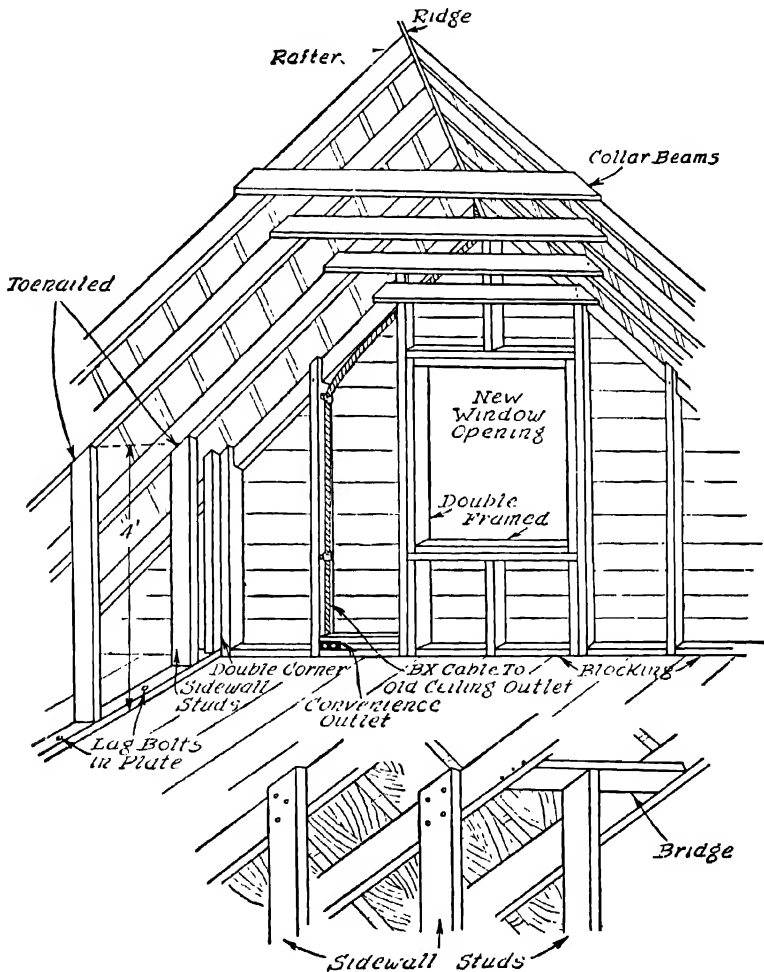 Ridge
Rafter.
Collar Beams
Toenailed
New
Window
Opening
4'
Double
Framed
Double Corner
Sidewall
Studs
BX Cable To
Old Ceiling Outlet
Blocking
Convenience
Outlet
Lag Bolts
in Plate
Bridge
Sidewall Studs